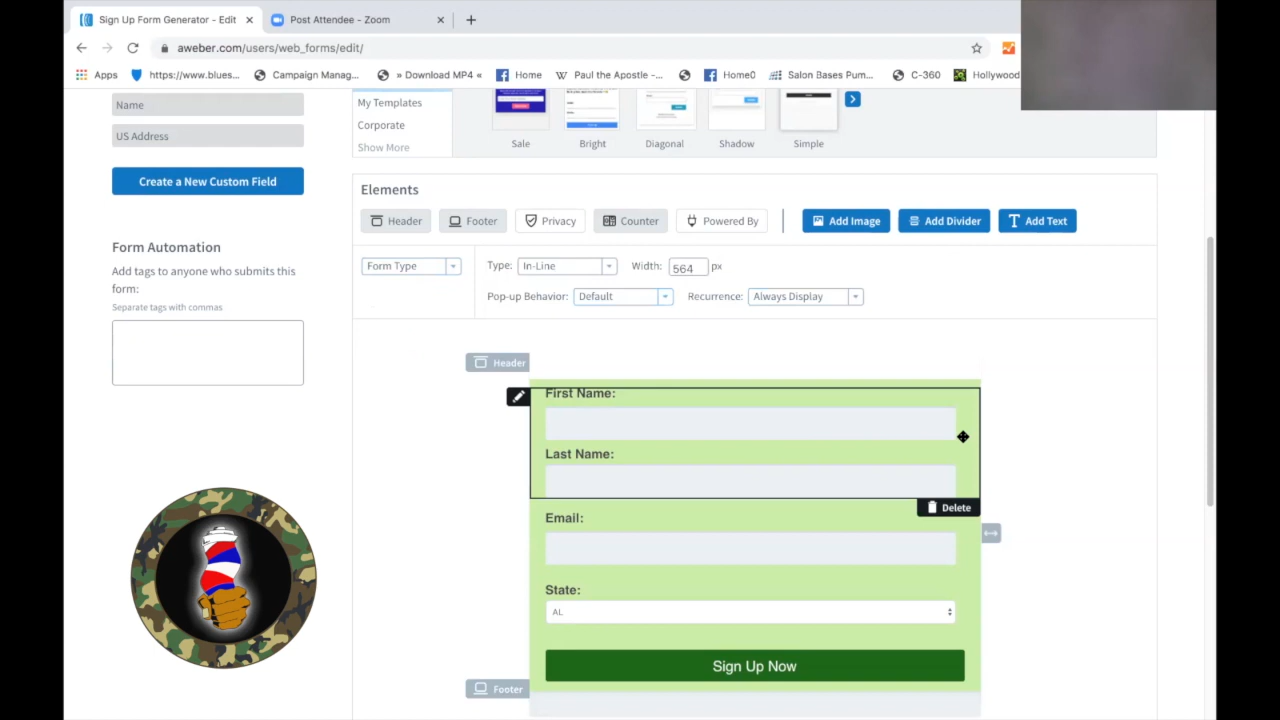 Sign Up Form Generator - Edit
Post Attendee - Zoom
aweber.com/users/web_forms/edit/
Apps
https://www.blues...
Campaign Manag...
» Download MP4 «
Home
Paul the Apostle -...
Home0
Salon Bases Pum...
C-360
Hollywood
Name
US Address
Create a New Custom Field
Form Automation
Add tags to anyone who submits this
form:
Separate tags with commas
My Templates
Corporate
Show More
Sale
Bright
Diagonal
Shadow
Simple
Elements
Header
Footer
Privacy
Counter
Powered By
Add Image
Add Divider
Add Text
Form Type
Type:
In-Line
Width:
564
px
Pop-up Behavior:
Default
Recurrence:
Always Display
Header
First Name:
Last Name:
Delete
Email:
State:
AL
Sign Up Now
Footer